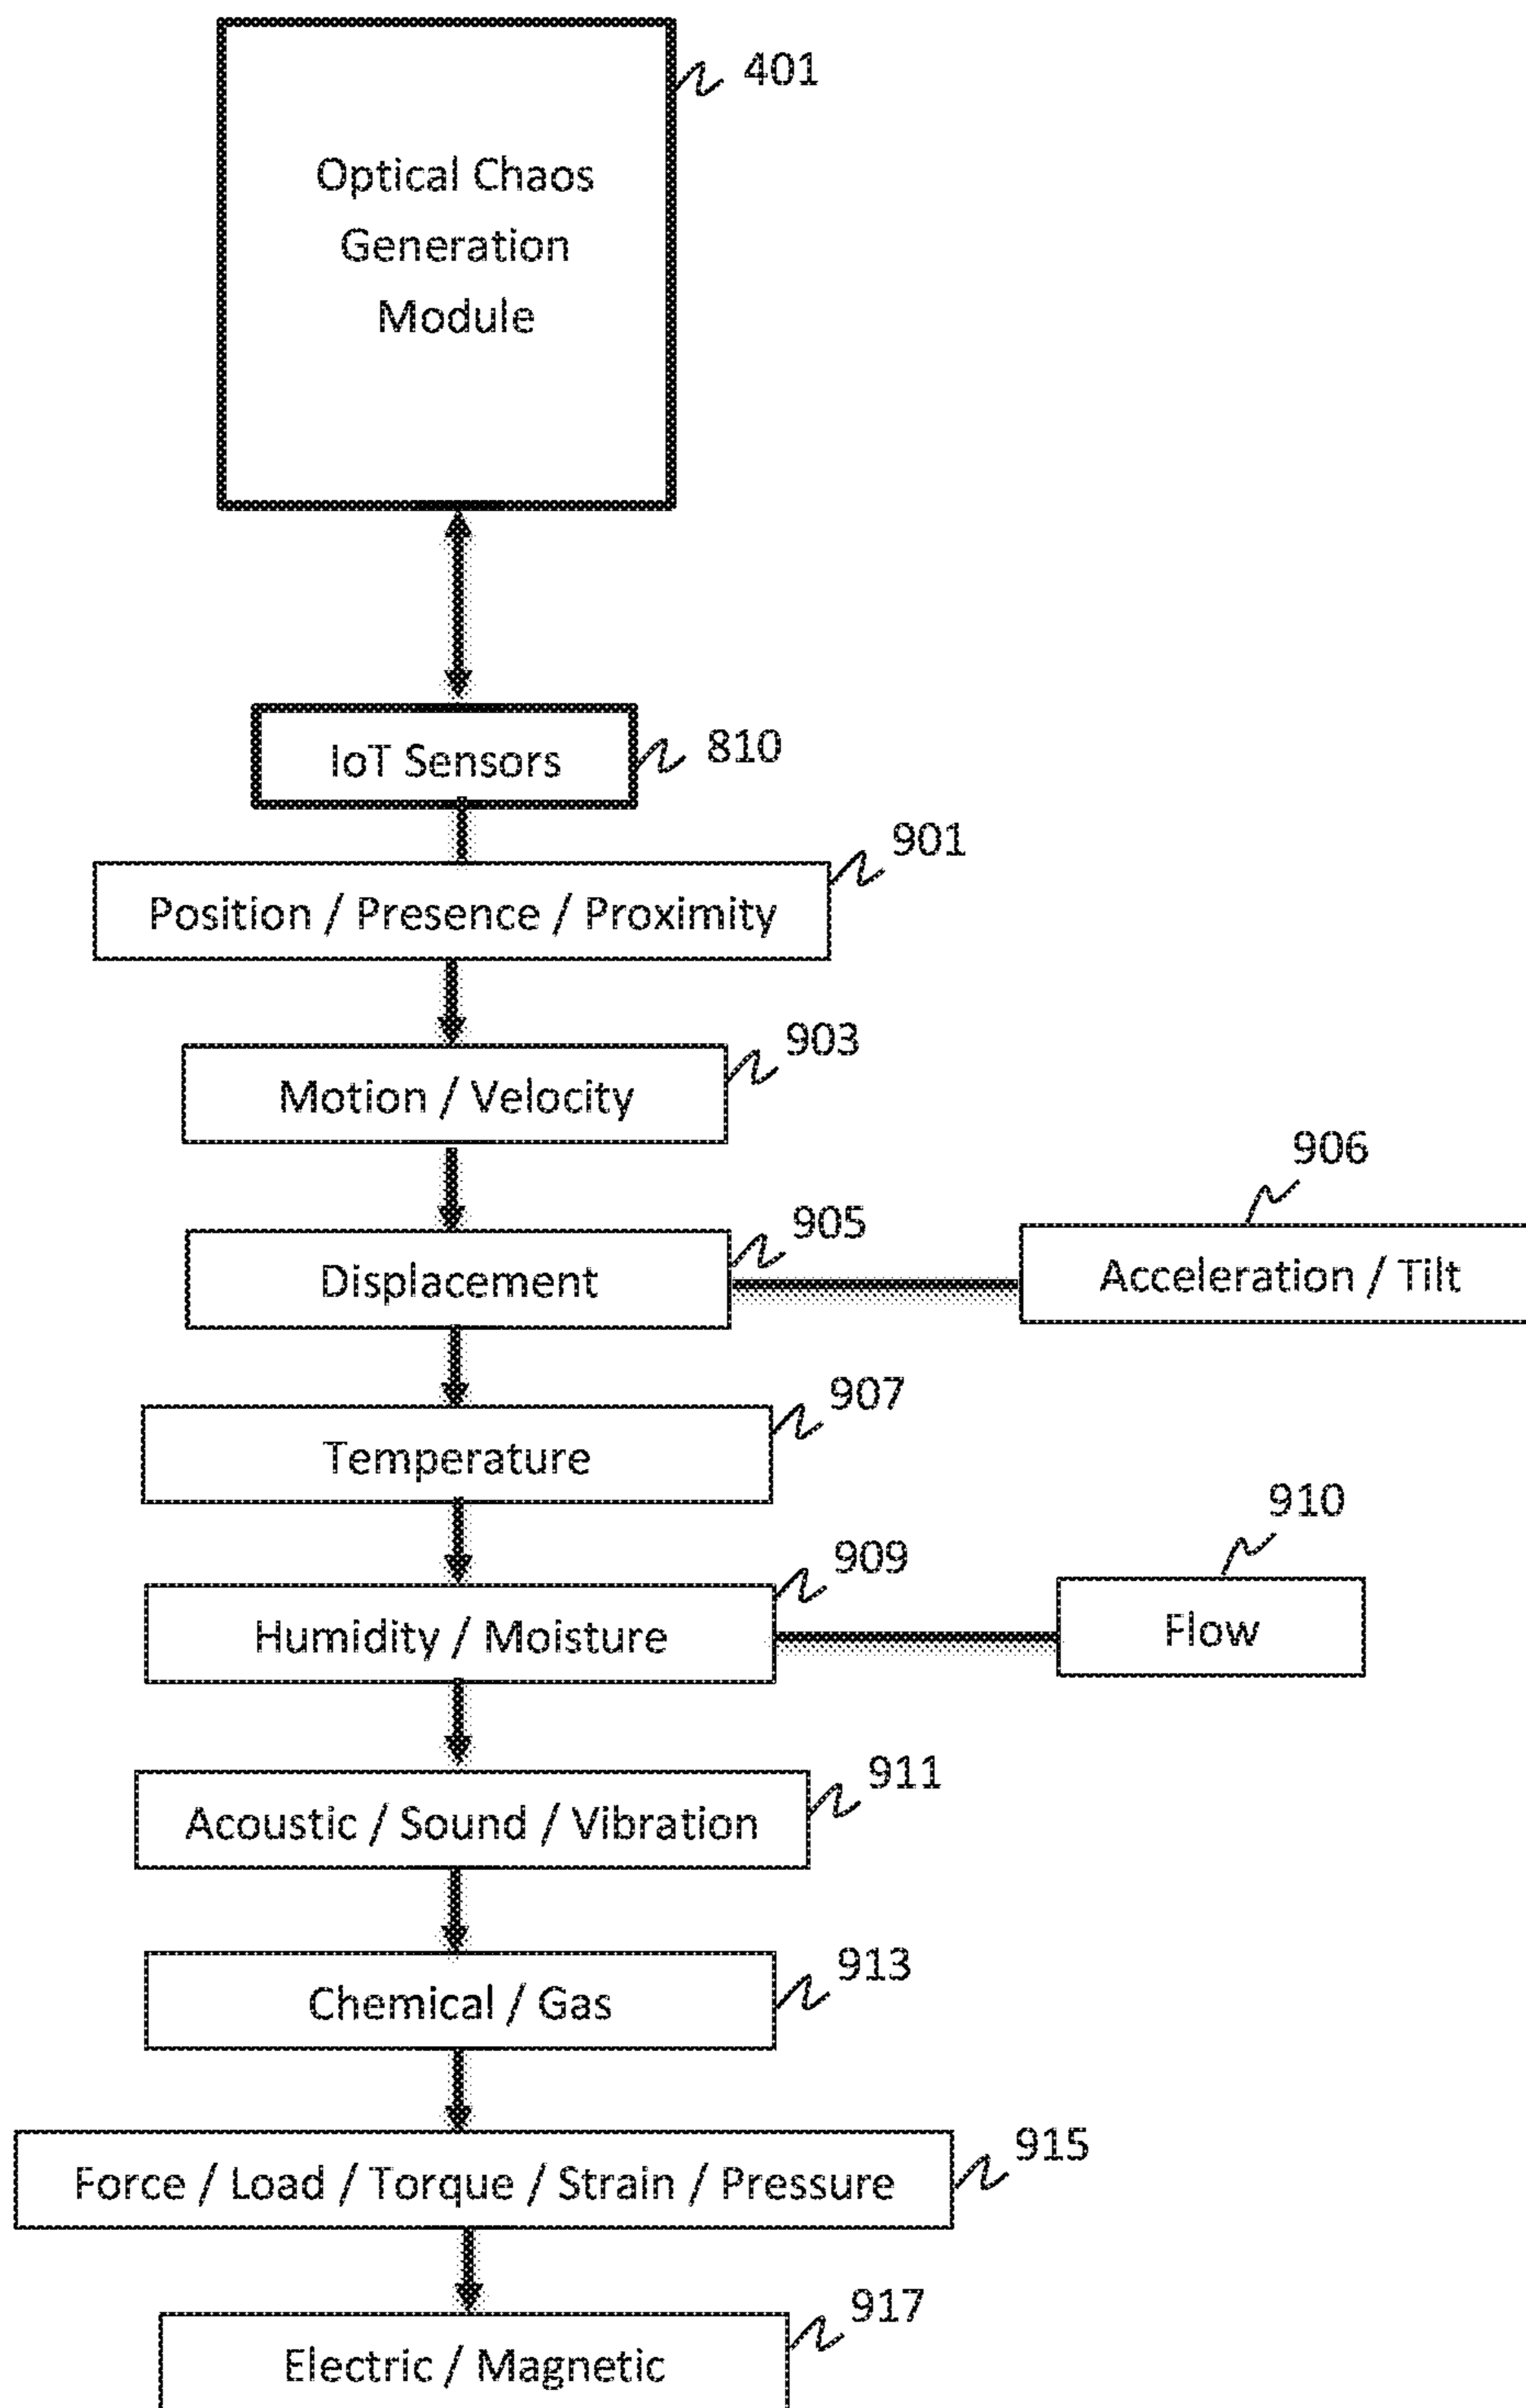 401
Optical Chaos
Generation
Module
IoT Sensors
810
901
Position / Presence / Proximity
903
Motion / Velocity
905
Displacement
906
Acceleration / Tilt
907
Temperature
909
Humidity / Moisture
910
Flow
911
Acoustic / Sound / Vibration
913
Chemical / Gas
915
Force / Load / Torque / Strain / Pressure
917
Electric / Magnetic